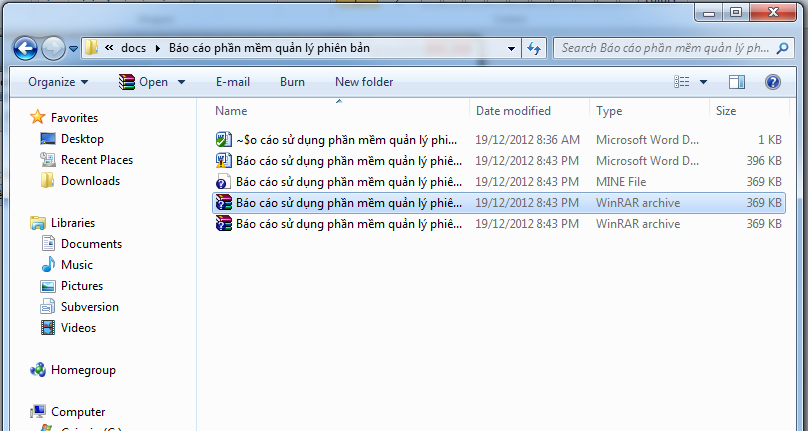 « docs ▸ Báo cáo phần mềm quản lý phiên bản
Search Báo cáo phần mềm quản lý ph...
Organize Open E-mail Burn New folder
Name Date modified Type Size
~$o cáo sử dụng phần mềm quản lý phi... 19/12/2012 8:36 AM Microsoft Word D... 1 KB
Báo cáo sử dụng phần mềm quản lý phiê... 19/12/2012 8:43 PM Microsoft Word D... 396 KB
Báo cáo sử dụng phần mềm quản lý phiê... 19/12/2012 8:43 PM MINE File 369 KB
Báo cáo sử dụng phần mềm quản lý phiê... 19/12/2012 8:43 PM WinRAR archive 369 KB
Báo cáo sử dụng phần mềm quản lý phiê... 19/12/2012 8:43 PM WinRAR archive 369 KB
Favorites
Desktop
Recent Places
Downloads
Libraries
Documents
Music
Pictures
Subversion
Videos
Homegroup
Computer